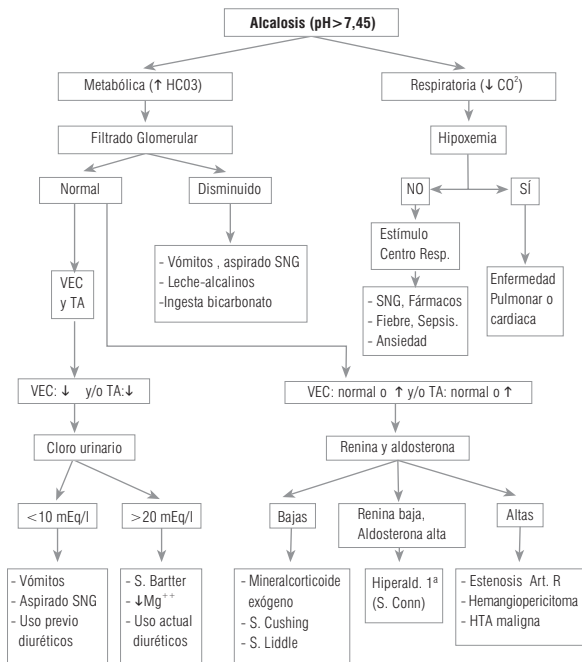 Alcalosis (pH>7,45)
Metabólica (↑ HC03)
Respiratoria (↓ CO²)
Filtrado Glomerular
Hipoxemia
Normal
Disminuido
NO
SÍ
- Vómitos , aspirado SNG
- Leche-alcalinos
-Ingesta bicarbonato
Estímulo
Centro Resp.
VEC
y TA
Enfermedad
Pulmonar o
cardiaca
- SNG, Fármacos
- Fiebre, Sepsis.
- Ansiedad
VEC: ↓ y/o TA:↓
VEC: normal o ↑ y/o TA: normal o ↑
Cloro urinario
Renina y aldosterona
<10 mEq/l
>20 mEq/l
Bajas
Renina baja,
Aldosterona alta
Altas
- Vómitos
- Aspirado SNG
- Uso previo
diuréticos
- S. Bartter
- ↓Mg⁺⁺
- Uso actual
diuréticos
- Mineralcorticoide
exógeno
- S. Cushing
- S. Liddle
Hiperald. 1ª
(S. Conn)
- Estenosis Art. R
- Hemangiopericitoma
- HTA maligna